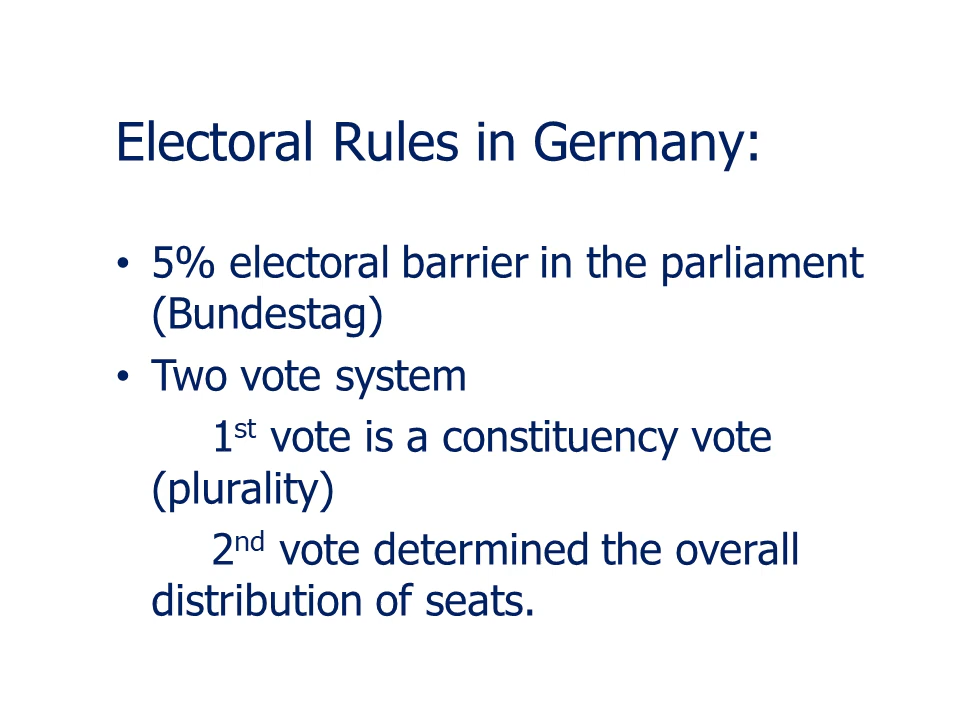 Electoral Rules in Germany:
• 5% electoral barrier in the parliament
(Bundestag)
• Two vote system
1st vote is a constituency vote
(plurality)
2nd vote determined the overall
distribution of seats.